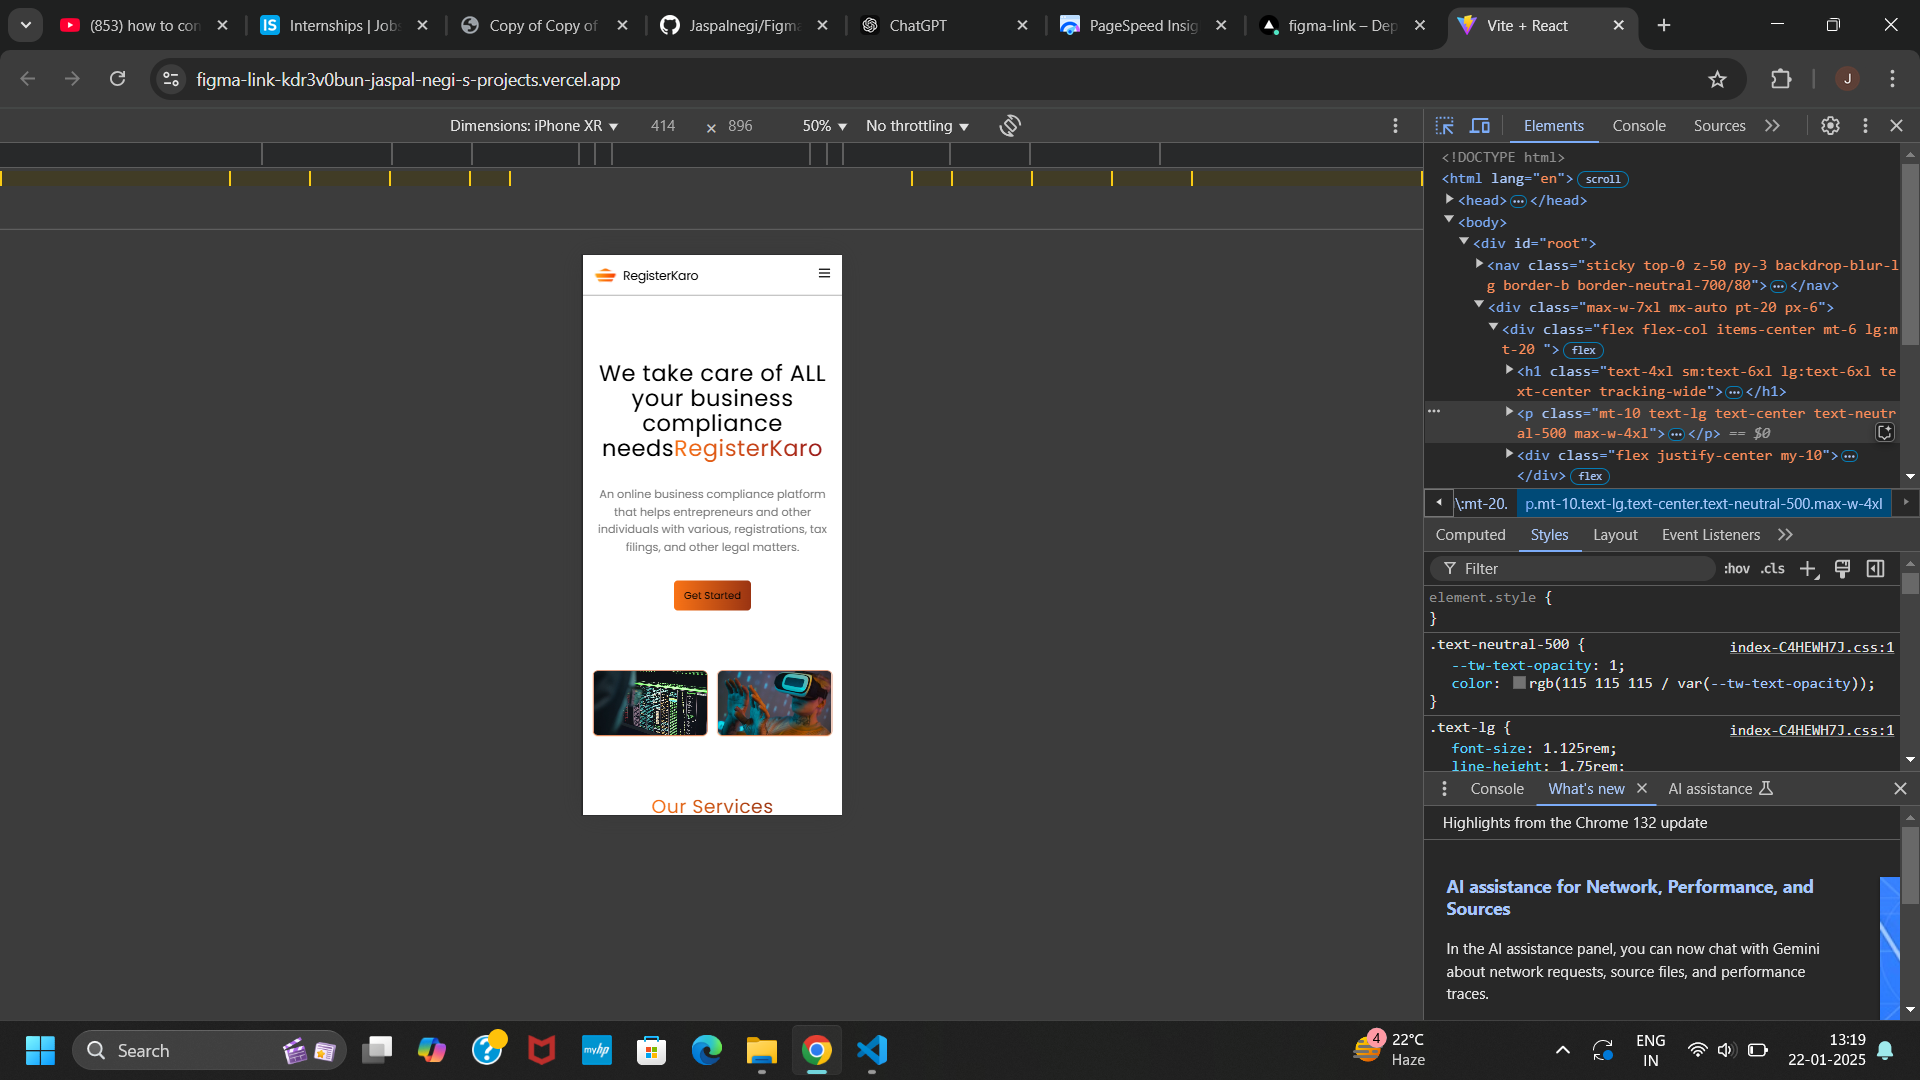 (853) how to con
Internships | Jobs
Copy of Copy of
Jaspalnegi/Figma
ChatGPT
PageSpeed Insig
figma-link – Dep
Vite + React
figma-link-kdr3v0bun-jaspal-negi-s-projects.vercel.app
J
Dimensions: iPhone XR
414 × 896
50%
No throttling
Elements
Console
Sources
<!DOCTYPE html>
<html lang="en"> scroll
<head> ··· </head>
<body>
<div id="root">
<nav class="sticky top-0 z-50 py-3 backdrop-blur-l
g border-b border-neutral-700/80"> ··· </nav>
<div class="max-w-7xl mx-auto pt-20 px-6">
<div class="flex flex-col items-center mt-6 lg:m
t-20 "> flex
<h1 class="text-4xl sm:text-6xl lg:text-6xl te
xt-center tracking-wide"> ··· </h1>
<p class="mt-10 text-lg text-center text-neutr
al-500 max-w-4xl"> ··· </p> == $0
<div class="flex justify-center my-10"> ···
</div> flex
\:mt-20.
p.mt-10.text-lg.text-center.text-neutral-500.max-w-4xl
Computed
Styles
Layout
Event Listeners
Filter
:hov
.cls
element.style {
}
.text-neutral-500 {
index-C4HEWH7J.css:1
--tw-text-opacity: 1;
color: rgb(115 115 115 / var(--tw-text-opacity));
}
.text-lg {
index-C4HEWH7J.css:1
font-size: 1.125rem;
line-height: 1.75rem;
Console
What's new
AI assistance
Highlights from the Chrome 132 update
AI assistance for Network, Performance, and
Sources
In the AI assistance panel, you can now chat with Gemini
about network requests, source files, and performance
traces.
RegisterKaro
We take care of ALL
your business
compliance
needsRegisterKaro
An online business compliance platform
that helps entrepreneurs and other
individuals with various, registrations, tax
filings, and other legal matters.
Get Started
Our Services
Search
myhp
4
22°C
Haze
ENG
IN
13:19
22-01-2025